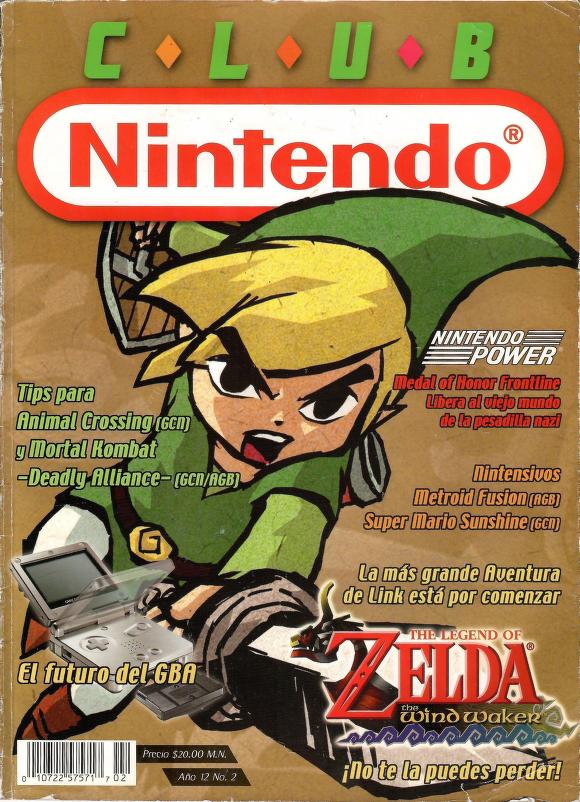 CLUB
Nintendo®
NINTENDO
POWER
Medal of Honor Frontline
Libera al viejo mundo
de la pesadilla nazi
Tips para
Animal Crossing (GCN)
y Mortal Kombat
-Deadly Alliance- (GCN/AGB)
Nintensivos
Metroid Fusion (AGB)
Super Mario Sunshine (GCN)
La más grande Aventura
de Link está por comenzar
THE LEGEND OF
ZELDA®
the
Wind Waker
El futuro del GBA
¡No te la puedes perder!
Precio $20.00 M.N.
Año 12 No. 2
0 10722 57571 7 02